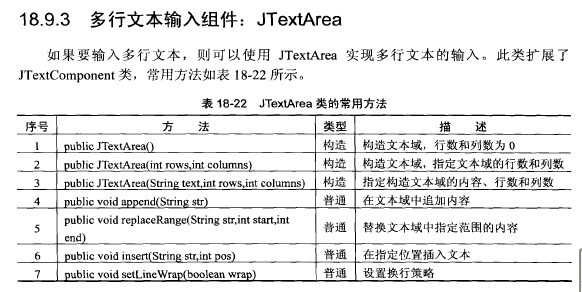 18.9.3 多行文本输入组件：JTextArea
如果要输入多行文本，则可以使用 JTextArea 实现多行文本的输入。此类扩展了
JTextComponent 类，常用方法如表 18-22 所示。
表 18-22 JTextArea 类的常用方法
序号 方 法 类型 描 述
1 public JTextArea() 构造 构造文本域，行数和列数为 0
2 public JTextArea(int rows,int columns) 构造 构造文本域，指定文本域的行数和列数
3 public JTextArea(String text,int rows,int columns) 构造 指定构造文本域的内容、行数和列数
4 public void append(String str) 普通 在文本域中追加内容
5 public void replaceRange(String str,int start,int
end) 普通 替换文本域中指定范围的内容
6 public void insert(String str,int pos) 普通 在指定位置插入文本
7 public void setLineWrap(boolean wrap) 普通 设置换行策略